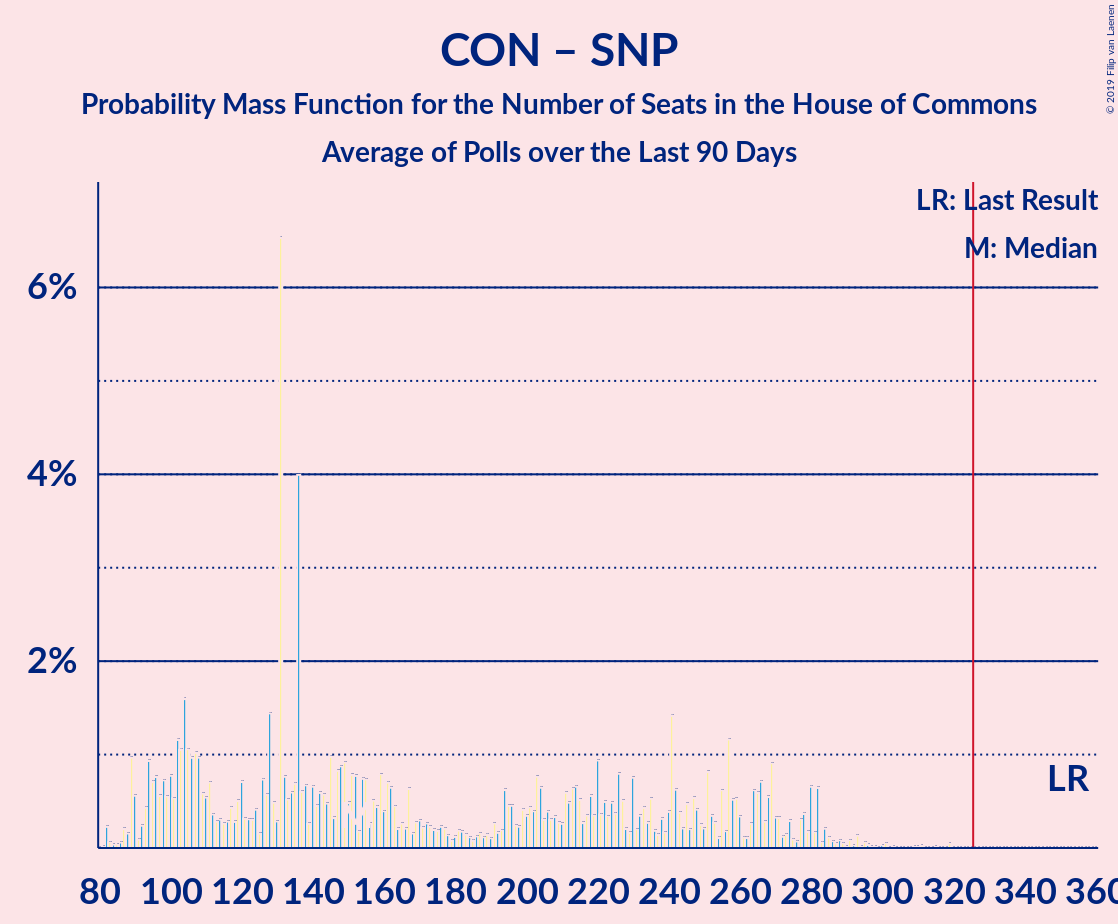 CON – SNP
Probability Mass Function for the Number of Seats in the House of Commons
Average of Polls over the Last 90 Days
© 2019 Filip van Laenen
LR: Last Result
M: Median
6%
4%
2%
LR
80 100 120 140 160 180 200 220 240 260 280 300 320 340 360